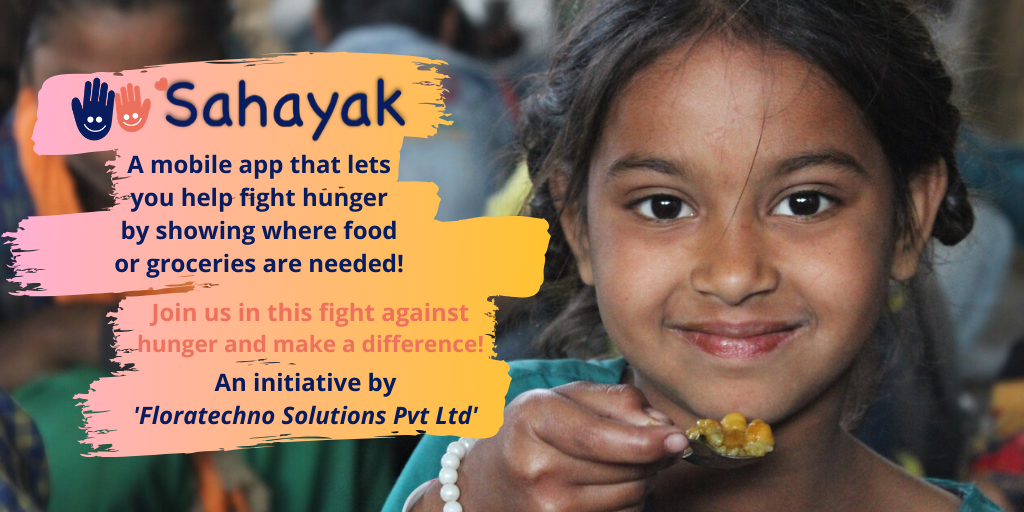 Sahayak
A mobile app that lets
you help fight hunger
by showing where food
or groceries are needed!
Join us in this fight against
hunger and make a difference!
An initiative by
'Floratechno Solutions Pvt Ltd'